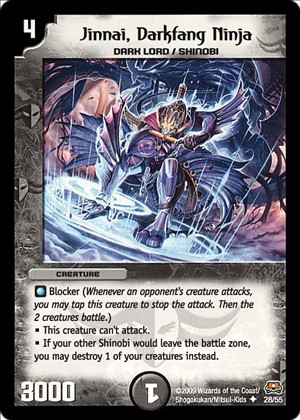 4
Jinnai, Darkfang Ninja
DARK LORD / SHINOBI
CREATURE
Blocker (Whenever an opponent's creature attacks,
you may tap this creature to stop the attack. Then the
2 creatures battle.)
• This creature can't attack.
• If your other Shinobi would leave the battle zone,
you may destroy 1 of your creatures instead.
3000
1
©2009 Wizards of the Coast/
Shogakukan/Mitsui-Kids 28/55